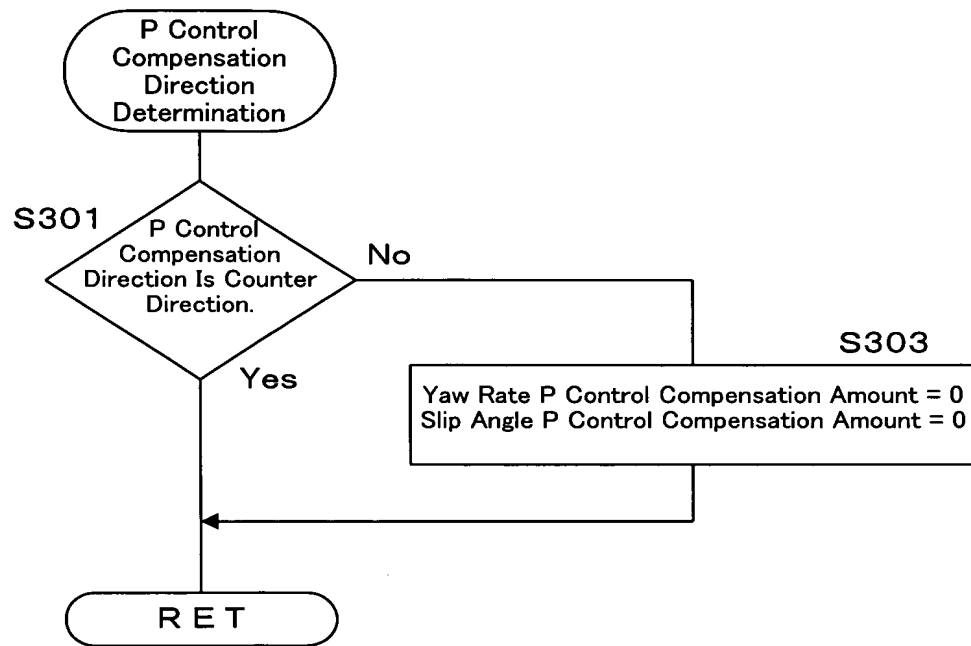 P Control
Compensation
Direction
Determination
S301
P Control
Compensation
Direction Is Counter
Direction.
No
Yes
S303
Yaw Rate P Control Compensation Amount = 0
Slip Angle P Control Compensation Amount = 0
RET